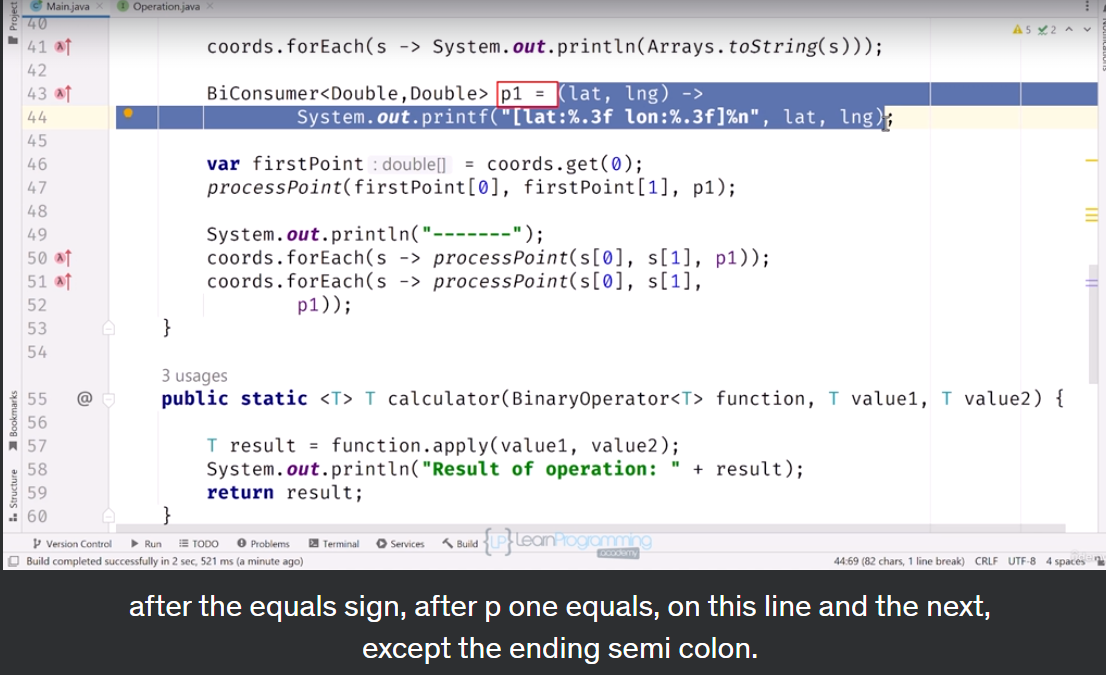 Project
Main.java × Operation.java ×
40
5 2
41 coords.forEach(s -> System.out.println(Arrays.toString(s)));
42
43 BiConsumer<Double,Double> p1 = (lat, lng) ->
44 System.out.printf("[lat:%.3f lon:%.3f]%n", lat, lng);
45
46 var firstPoint : double[] = coords.get(0);
47 processPoint(firstPoint[0], firstPoint[1], p1);
48
49 System.out.println("-------");
50 coords.forEach(s -> processPoint(s[0], s[1], p1));
51 coords.forEach(s -> processPoint(s[0], s[1],
52 p1));
53 }
54
3 usages
55 @ public static <T> T calculator(BinaryOperator<T> function, T value1, T value2) {
56
57 T result = function.apply(value1, value2);
58 System.out.println("Result of operation: " + result);
59 return result;
60 }
Bookmarks
Structure
Version Control Run TODO Problems Terminal Services Build
{LP} LearnProgramming
academy
Build completed successfully in 2 sec, 521 ms (a minute ago) 44:69 (82 chars, 1 line break) CRLF UTF-8 4 spaces
after the equals sign, after p one equals, on this line and the next,
except the ending semi colon.